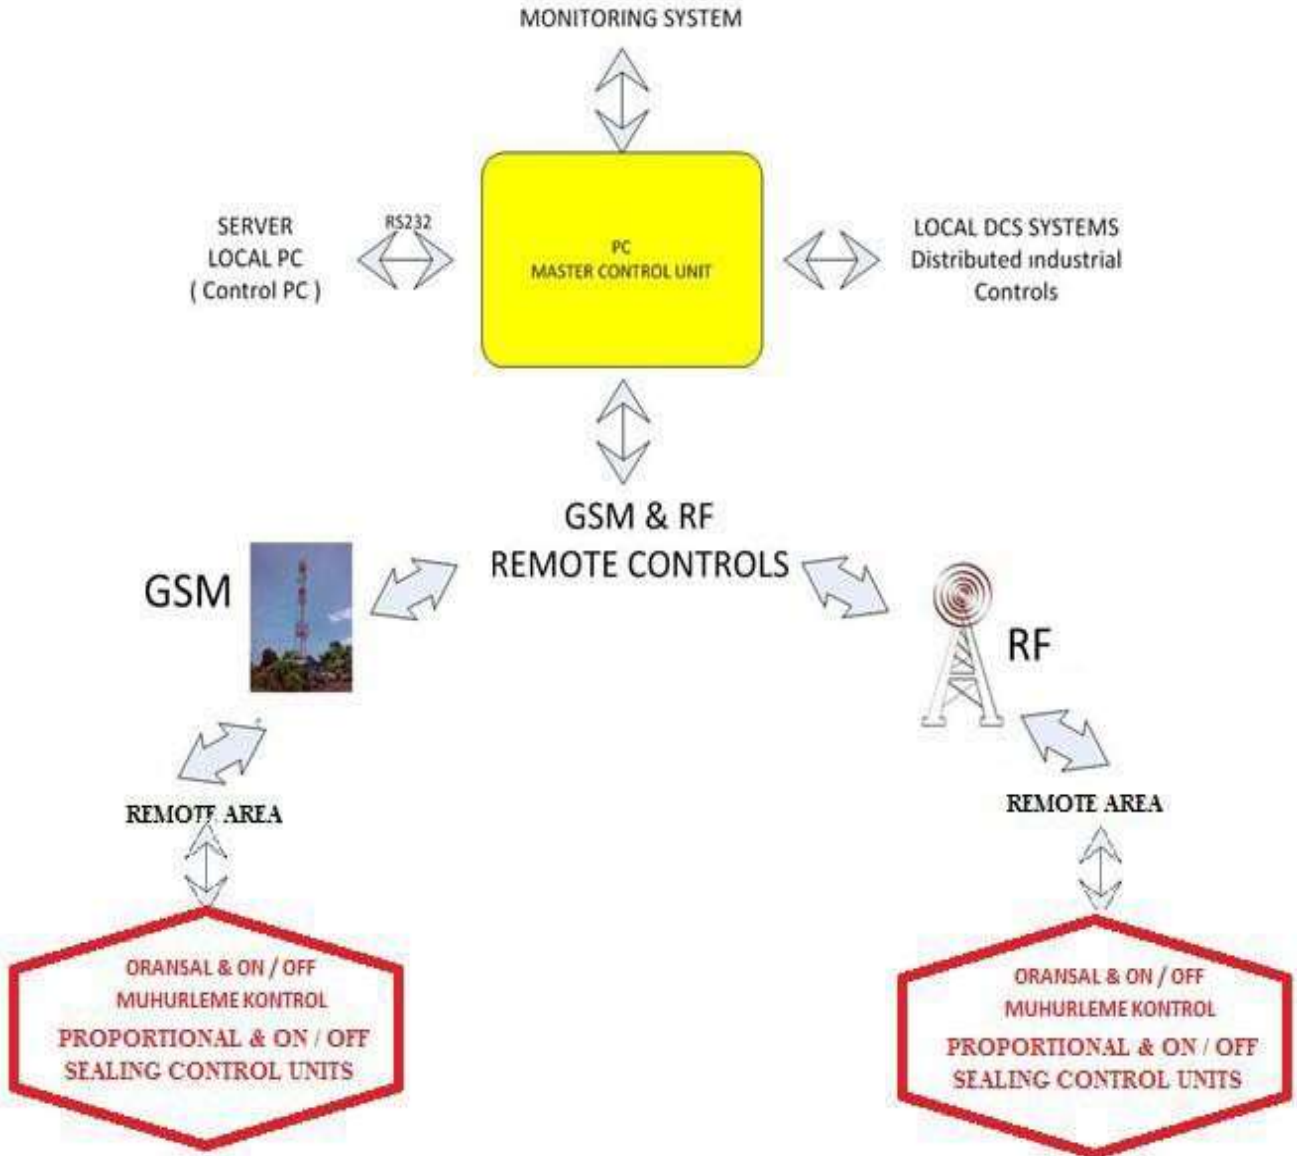 MONITORING SYSTEM
SERVER
LOCAL PC
( Control PC )
RS232
PC
MASTER CONTROL UNIT
LOCAL DCS SYSTEMS
Distributed ındustrial
Controls
GSM & RF
REMOTE CONTROLS
GSM
RF
REMOTE AREA
REMOTE AREA
ORANSAL & ON / OFF
MUHURLEME KONTROL
PROPORTIONAL & ON / OFF
SEALING CONTROL UNITS
ORANSAL & ON / OFF
MUHURLEME KONTROL
PROPORTIONAL & ON / OFF
SEALING CONTROL UNITS